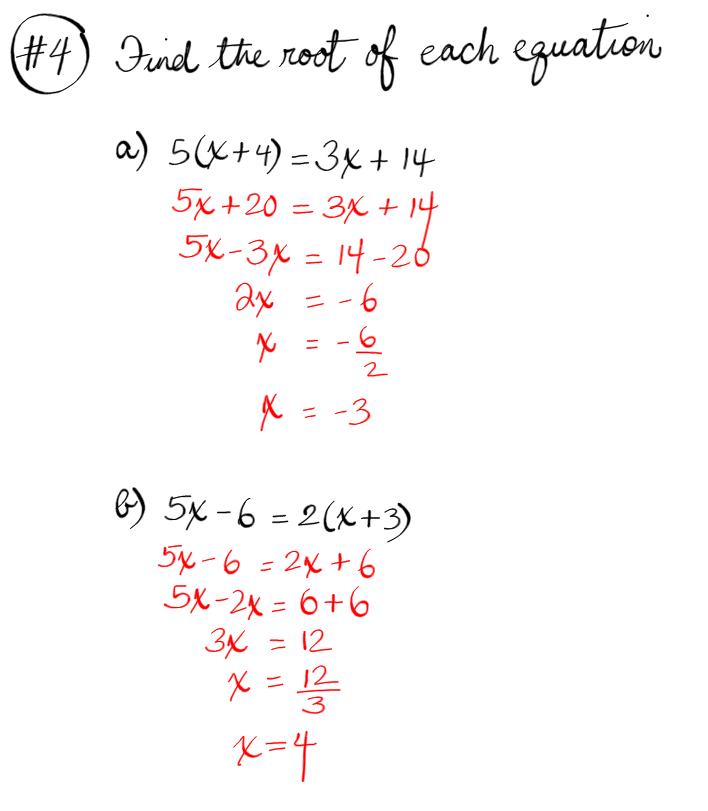 #4 Find the root of each equation
a) 5(x+4) = 3x + 14
5x + 20 = 3x + 14
5x - 3x = 14 - 20
2x = -6
x = -6/2
x = -3
b) 5x - 6 = 2(x+3)
5x - 6 = 2x + 6
5x - 2x = 6 + 6
3x = 12
x = 12/3
x = 4